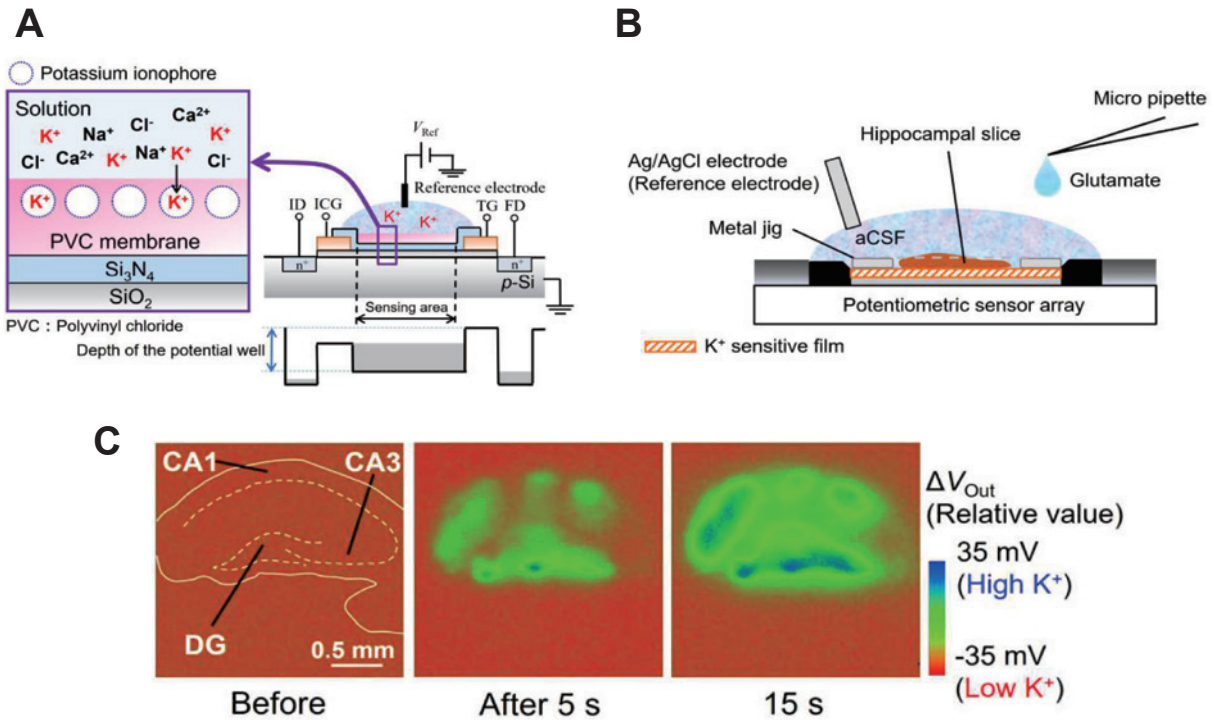 A
Potassium ionophore
Solution
K⁺ Na⁺ Cl⁻ Ca²⁺ K⁺
Cl⁻ Ca²⁺ K⁺ Na⁺ K⁺ Cl⁻
K⁺ K⁺
PVC membrane
Si₃N₄
SiO₂
PVC : Polyvinyl chloride
V_Ref
Reference electrode
ID ICG K⁺ K⁺ TG FD
n⁺ n⁺
p-Si
Sensing area
Depth of the potential well
B
Micro pipette
Hippocampal slice
Ag/AgCl electrode
(Reference electrode)
Glutamate
Metal jig
aCSF
Potentiometric sensor array
K⁺ sensitive film
C
CA1 CA3
DG
0.5 mm
Before
After 5 s
15 s
ΔV_Out
(Relative value)
35 mV
(High K⁺)
-35 mV
(Low K⁺)